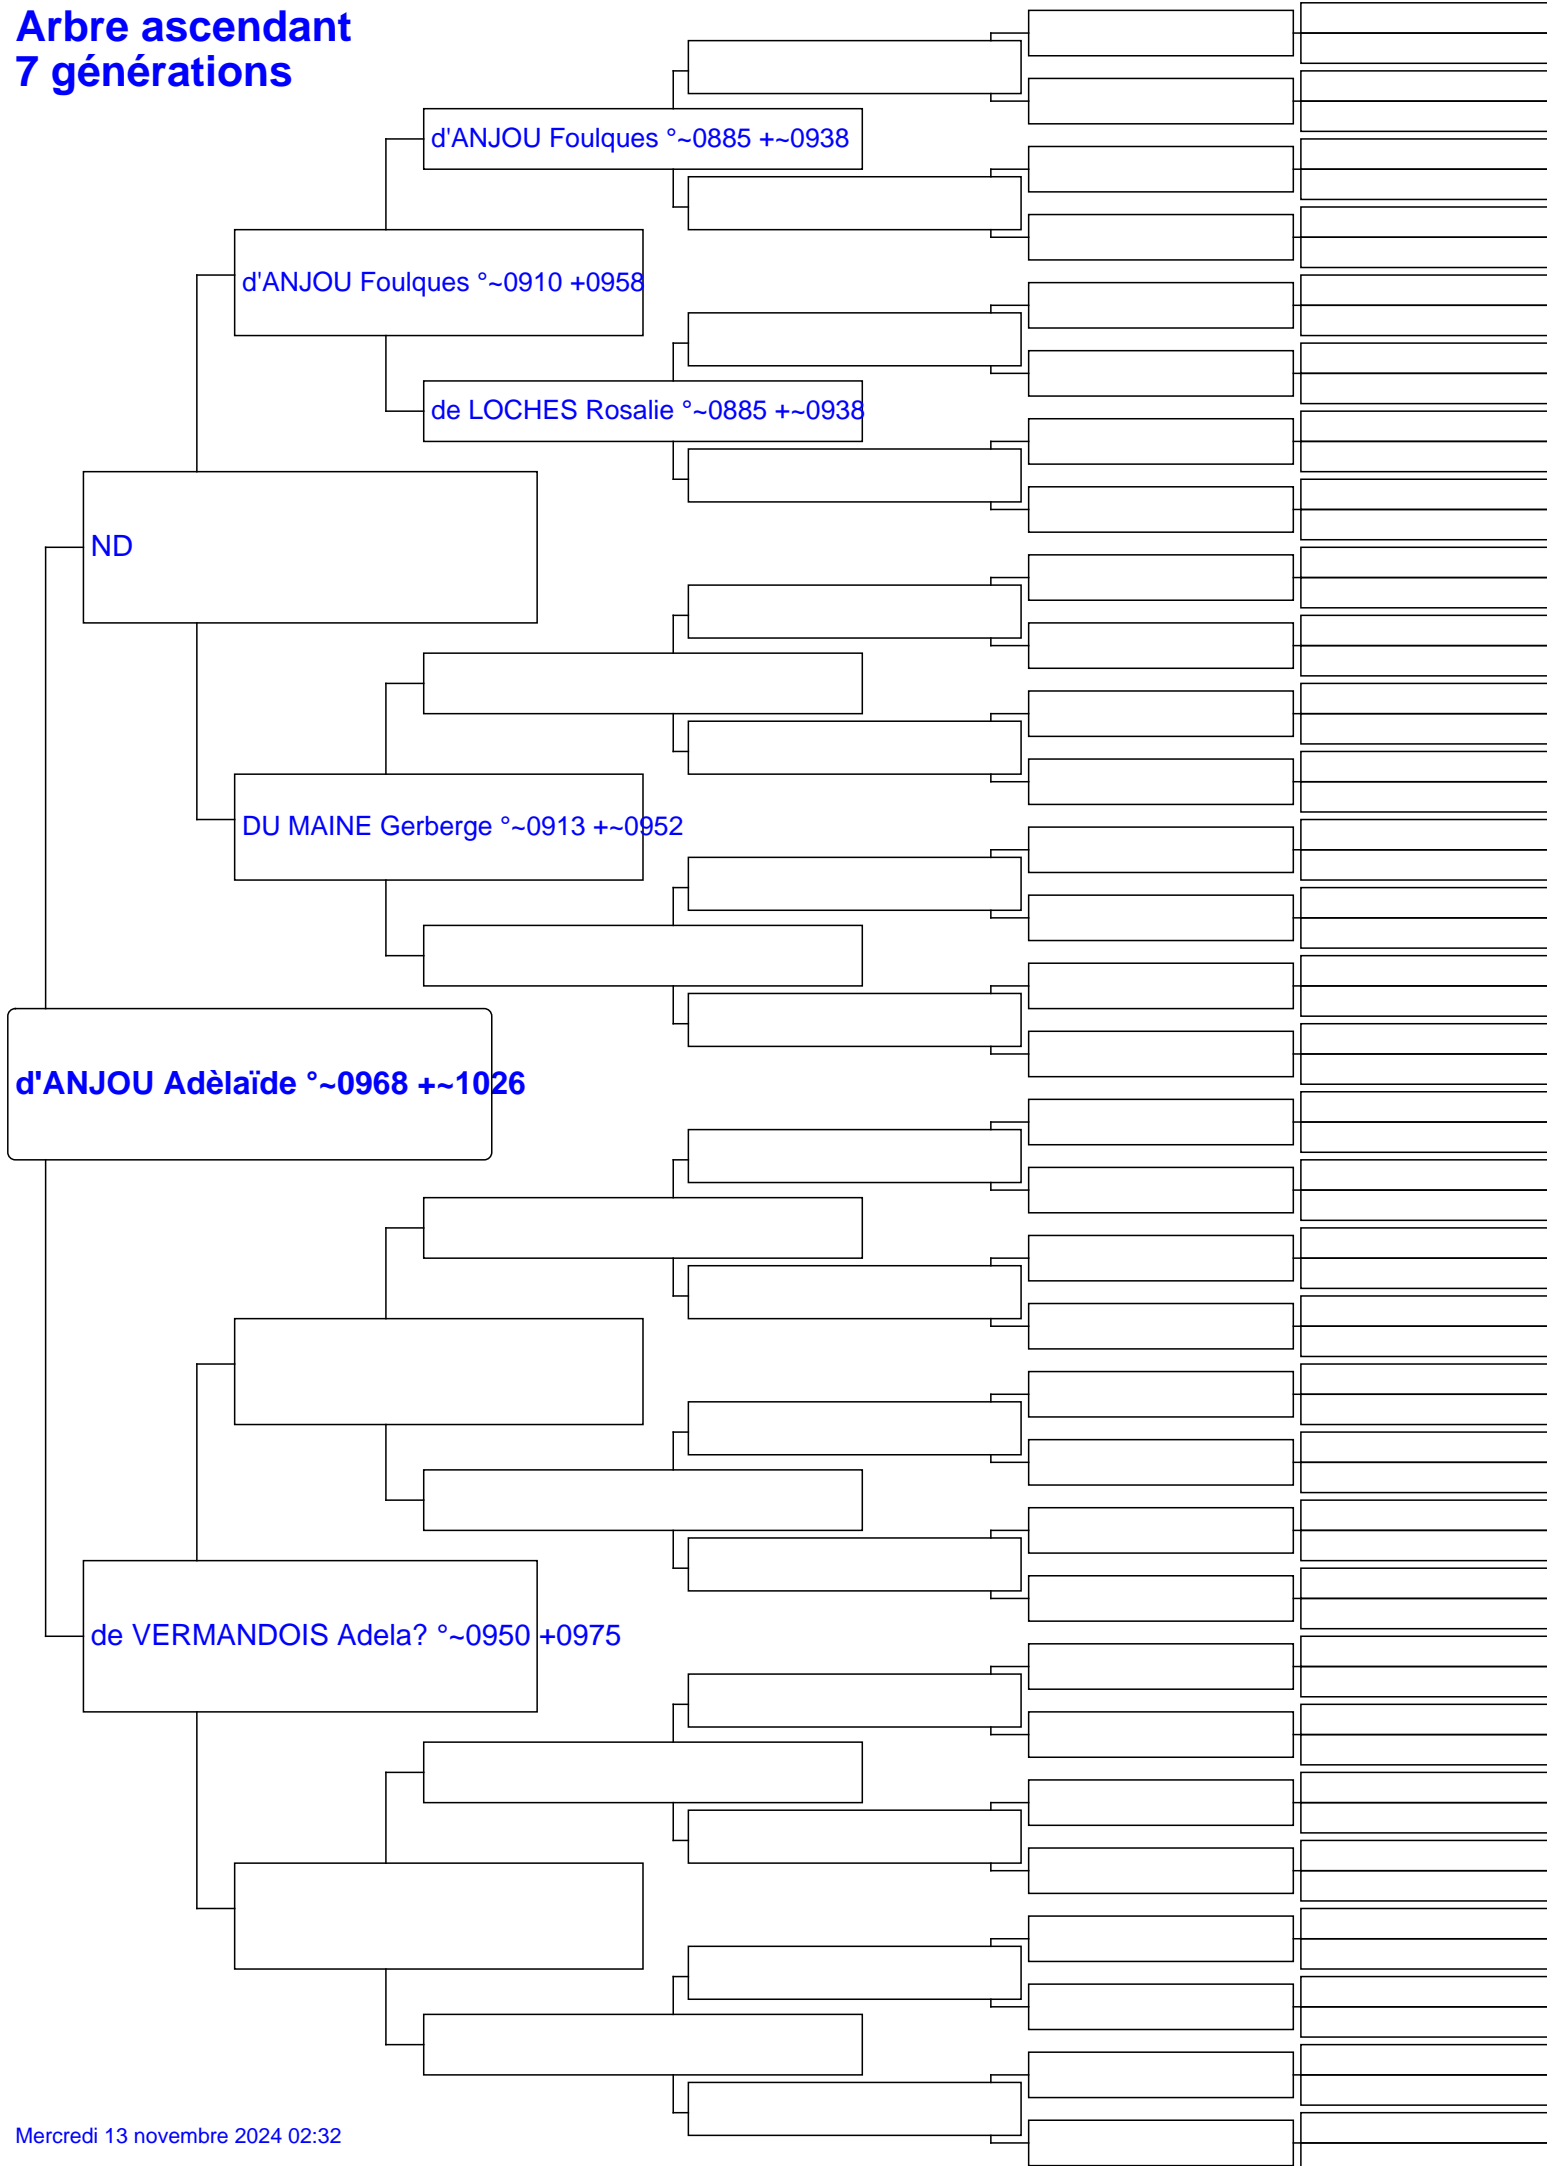 Arbre ascendant
7 générations
d'ANJOU Foulques °~0885 +~0938
d'ANJOU Foulques °~0910 +0958
de LOCHES Rosalie °~0885 +~0938
ND
DU MAINE Gerberge °~0913 +~0952
d'ANJOU Adèlaïde °~0968 +~1026
de VERMANDOIS Adela? °~0950 +0975
Mercredi 13 novembre 2024 02:32